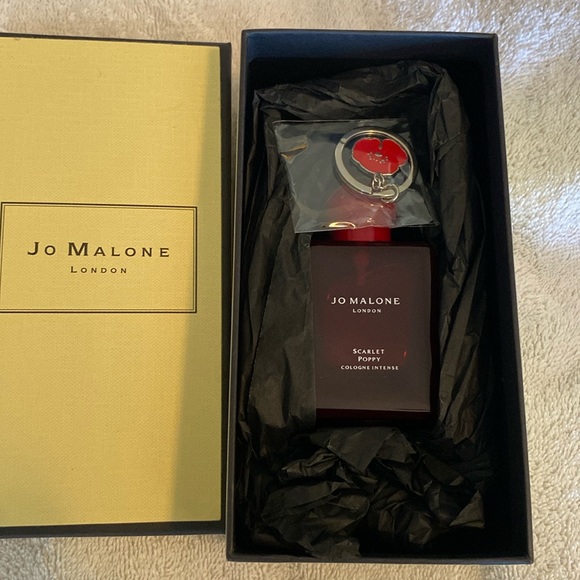 JO MALONE
LONDON
JO MALONE
LONDON
SCARLET
POPPY
COLOGNE INTENSE